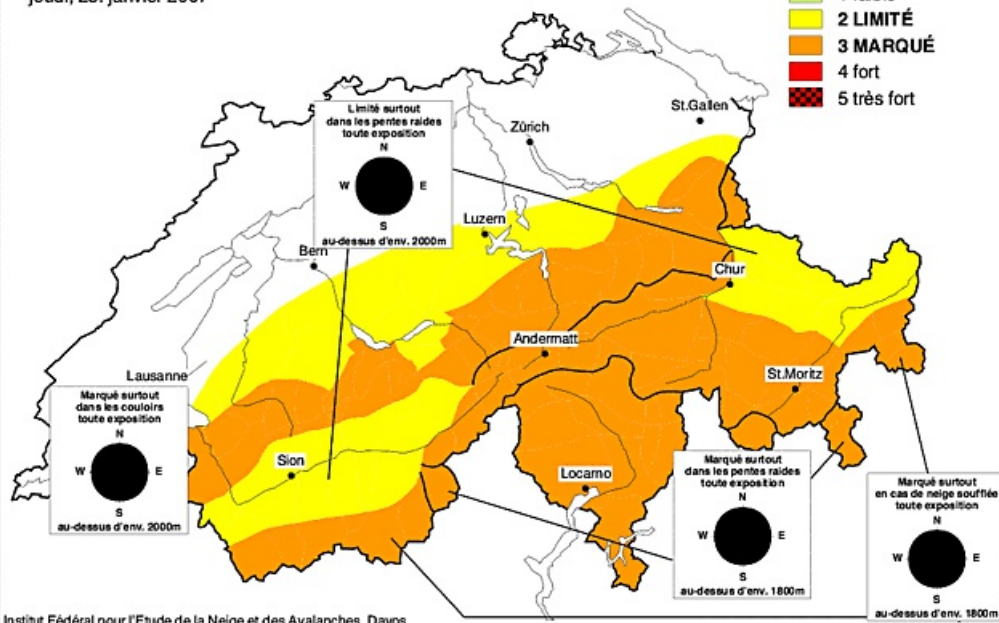 jeudi, 25. janvier 2007
2 LIMITÉ
3 MARQUÉ
4 fort
5 très fort
St.Gallen
Zürich
Limité surtout
dans les pentes raides
toute exposition
N
W E
S
au-dessus d'env. 2000m
Luzern
Bern
Chur
Andermatt
St.Moritz
Lausanne
Marqué surtout
dans les couloirs
toute exposition
N
W E
S
au-dessus d'env. 2000m
Sion
Locarno
Marqué surtout
dans les pentes raides
toute exposition
N
W E
S
au-dessus d'env. 1800m
Marqué surtout
en cas de neige soufflée
toute exposition
N
W E
S
au-dessus d'env. 1800m
Institut Fédéral pour l'Etude de la Neige et des Avalanches, Davos